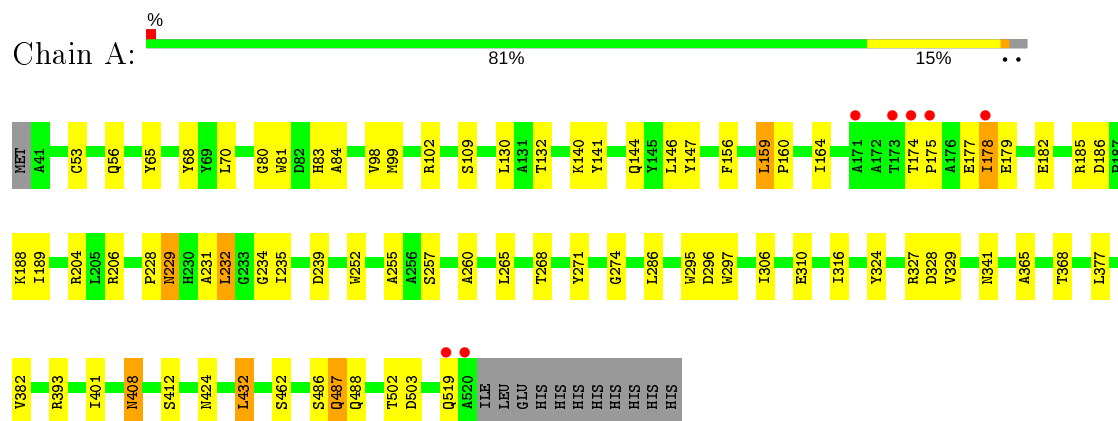 %
Chain A:
81% 15% • •
MET A41 C53 Q56 Y65 Y68 Y69 L70 G80 W81 D82 H83 A84 V98 M99 R102 S109 L130 A131 T132 K140 Y141 Q144 Y145 L146 Y147 F156 L159 P160 I164 A171 A172 T173 T174 P175 A176 E177 I178 E179 E182 R185 D186 P187
K188 I189 R204 L205 R206 P228 N229 H230 A231 L232 G233 G234 I235 D239 W252 A255 A256 S257 A260 L265 T268 Y271 G274 L286 W295 D296 W297 I306 E310 I316 Y324 R327 D328 V329 N341 A365 T368 L377
V382 R393 I401 N408 S412 N424 L432 S462 S486 Q487 Q488 T502 D503 Q519 A520 ILE LEU GLU HIS HIS HIS HIS HIS HIS HIS HIS